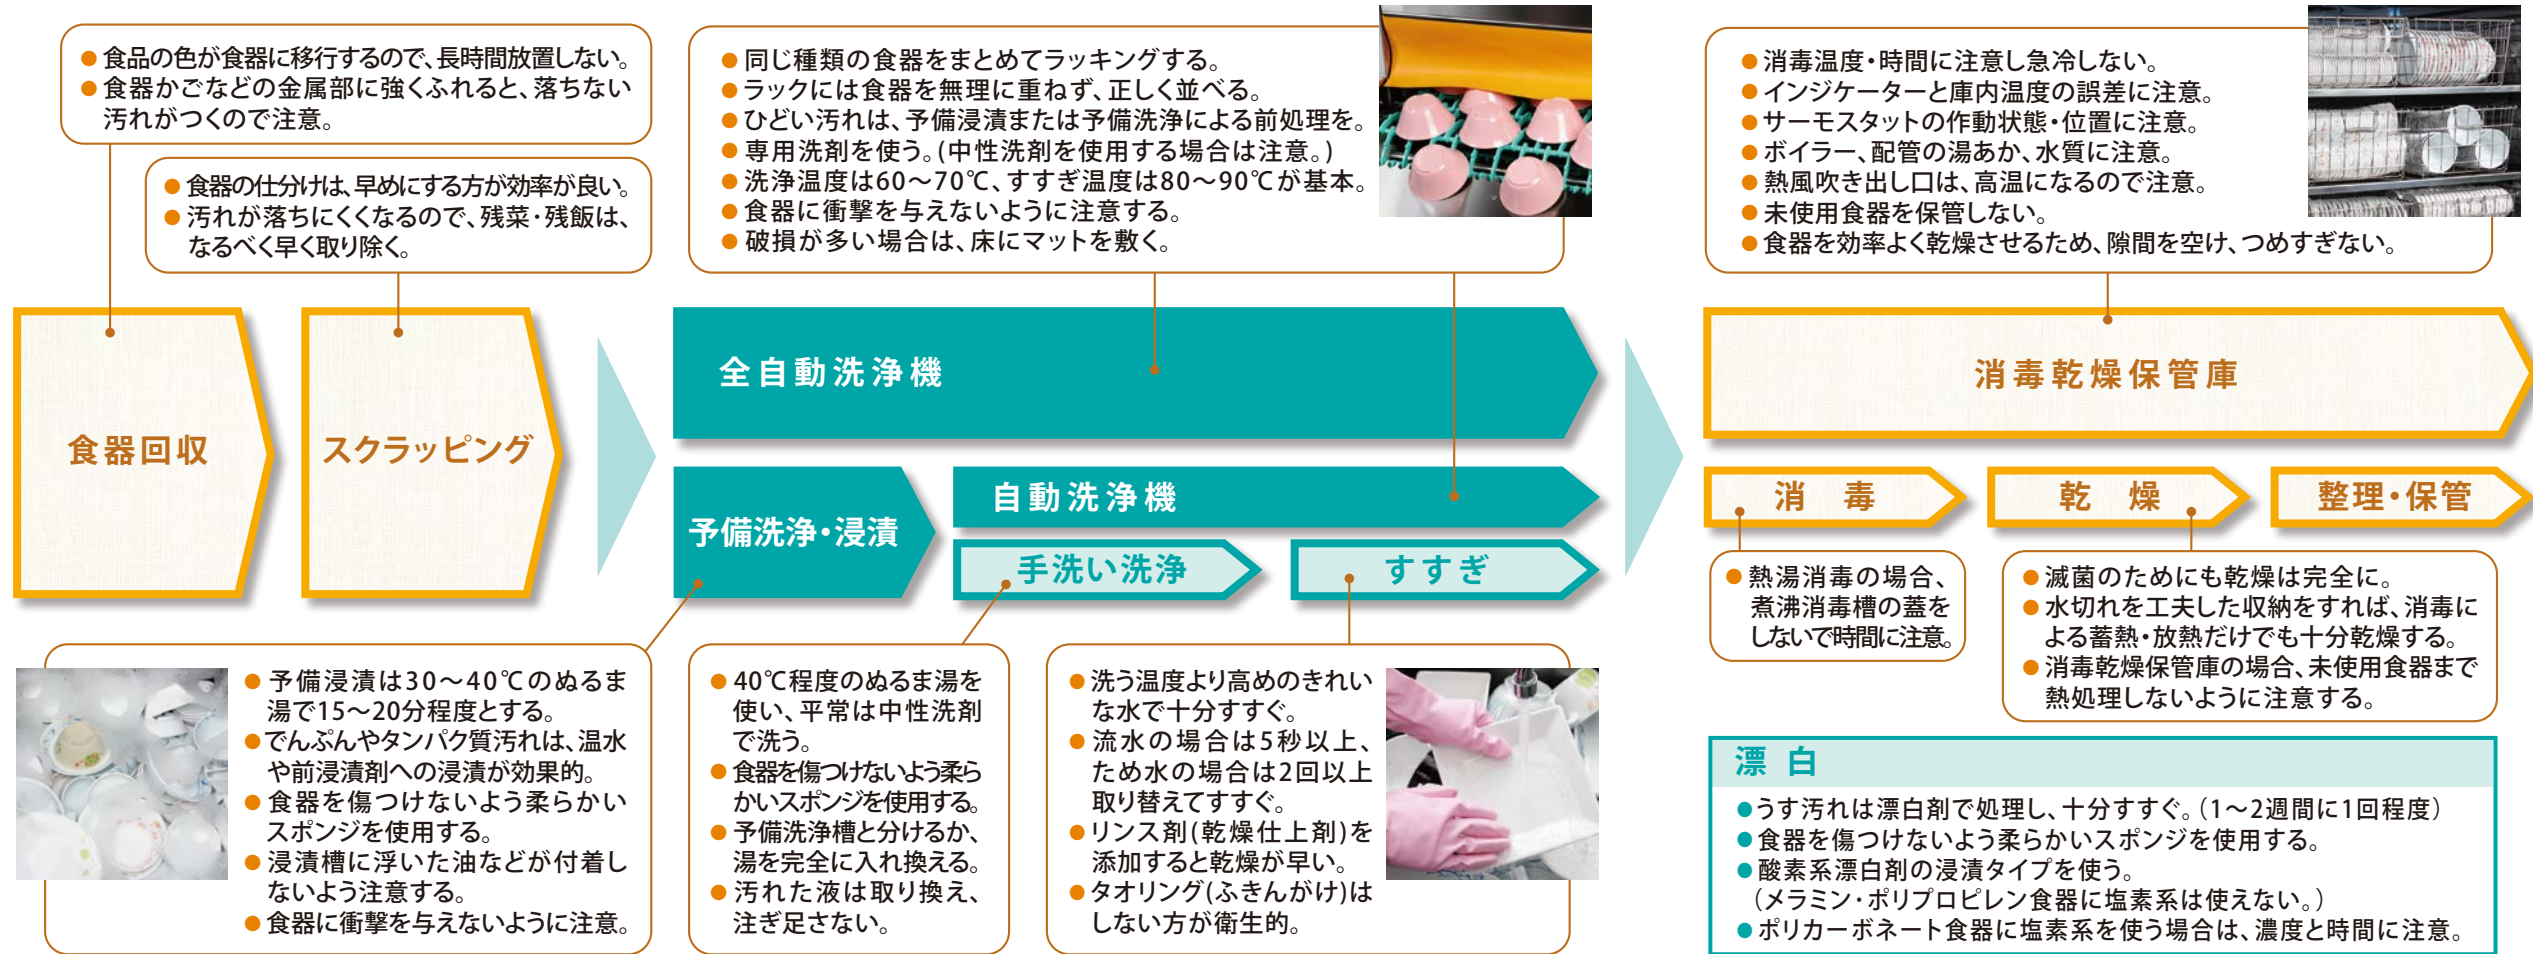 ●食品の色が食器に移行するので、長時間放置しない。
●食器かごなどの金属部に強くふれると、落ちない
汚れがつくので注意。
●食器の仕分けは、早めにする方が効率が良い。
●汚れが落ちにくくなるので、残菜・残飯は、
なるべく早く取り除く。
●同じ種類の食器をまとめてラッキングする。
●ラックには食器を無理に重ねず、正しく並べる。
●ひどい汚れは、予備浸漬または予備洗浄による前処理を。
●専用洗剤を使う。(中性洗剤を使用する場合は注意。)
●洗浄温度は60～70℃、すすぎ温度は80～90℃が基本。
●食器に衝撃を与えないように注意する。
●破損が多い場合は、床にマットを敷く。
●消毒温度・時間に注意し急冷しない。
●インジケーターと庫内温度の誤差に注意。
●サーモスタットの作動状態・位置に注意。
●ボイラー、配管の湯あか、水質に注意。
●熱風吹き出し口は、高温になるので注意。
●未使用食器を保管しない。
●食器を効率よく乾燥させるため、隙間を空け、つめすぎない。
食器回収
スクラッピング
全自動洗浄機
予備洗浄・浸漬
自動洗浄機
手洗い洗浄
すすぎ
消毒乾燥保管庫
消 毒
乾 燥
整理・保管
●予備浸漬は30～40℃のぬるま
湯で15～20分程度とする。
●でんぷんやタンパク質汚れは、温水
や前浸漬剤への浸漬が効果的。
●食器を傷つけないよう柔らかい
スポンジを使用する。
●浸漬槽に浮いた油などが付着し
ないよう注意する。
●食器に衝撃を与えないように注意。
●40℃程度のぬるま湯を
使い、平常は中性洗剤
で洗う。
●食器を傷つけないよう柔ら
かいスポンジを使用する。
●予備洗浄槽と分けるか、
湯を完全に入れ換える。
●汚れた液は取り換え、
注ぎ足さない。
●洗う温度より高めのきれい
な水で十分すすぐ。
●流水の場合は5秒以上、
ため水の場合は2回以上
取り替えてすすぐ。
●リンス剤(乾燥仕上剤)を
添加すると乾燥が早い。
●タオリング(ふきんがけ)は
しない方が衛生的。
●熱湯消毒の場合、
煮沸消毒槽の蓋を
しないで時間に注意。
●滅菌のためにも乾燥は完全に。
●水切れを工夫した収納をすれば、消毒に
よる蓄熱・放熱だけでも十分乾燥する。
●消毒乾燥保管庫の場合、未使用食器まで
熱処理しないように注意する。
漂 白
●うす汚れは漂白剤で処理し、十分すすぐ。(1～2週間に1回程度)
●食器を傷つけないよう柔らかいスポンジを使用する。
●酸素系漂白剤の浸漬タイプを使う。
(メラミン・ポリプロピレン食器に塩素系は使えない。)
●ポリカーボネート食器に塩素系を使う場合は、濃度と時間に注意。